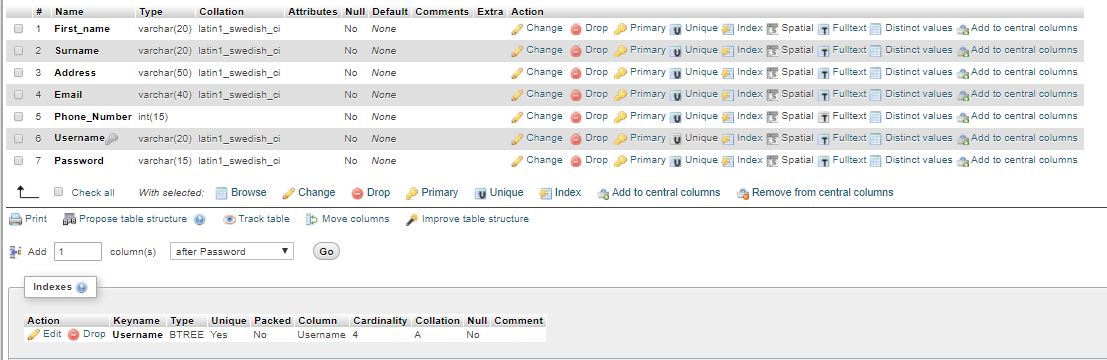 # Name Type Collation Attributes Null Default Comments Extra Action
1 First_name varchar(20) latin1_swedish_ci No None Change Drop Primary Unique Index Spatial Fulltext Distinct values Add to central columns
2 Surname varchar(20) latin1_swedish_ci No None Change Drop Primary Unique Index Spatial Fulltext Distinct values Add to central columns
3 Address varchar(50) latin1_swedish_ci No None Change Drop Primary Unique Index Spatial Fulltext Distinct values Add to central columns
4 Email varchar(40) latin1_swedish_ci No None Change Drop Primary Unique Index Spatial Fulltext Distinct values Add to central columns
5 Phone_Number int(15) No None Change Drop Primary Unique Index Spatial Fulltext Distinct values Add to central columns
6 Username varchar(20) latin1_swedish_ci No None Change Drop Primary Unique Index Spatial Fulltext Distinct values Add to central columns
7 Password varchar(15) latin1_swedish_ci No None Change Drop Primary Unique Index Spatial Fulltext Distinct values Add to central columns
Check all With selected: Browse Change Drop Primary Unique Index Add to central columns Remove from central columns
Print Propose table structure Track table Move columns Improve table structure
Add 1 column(s) after Password Go
Indexes
Action Keyname Type Unique Packed Column Cardinality Collation Null Comment
Edit Drop Username BTREE Yes No Username 4 A No